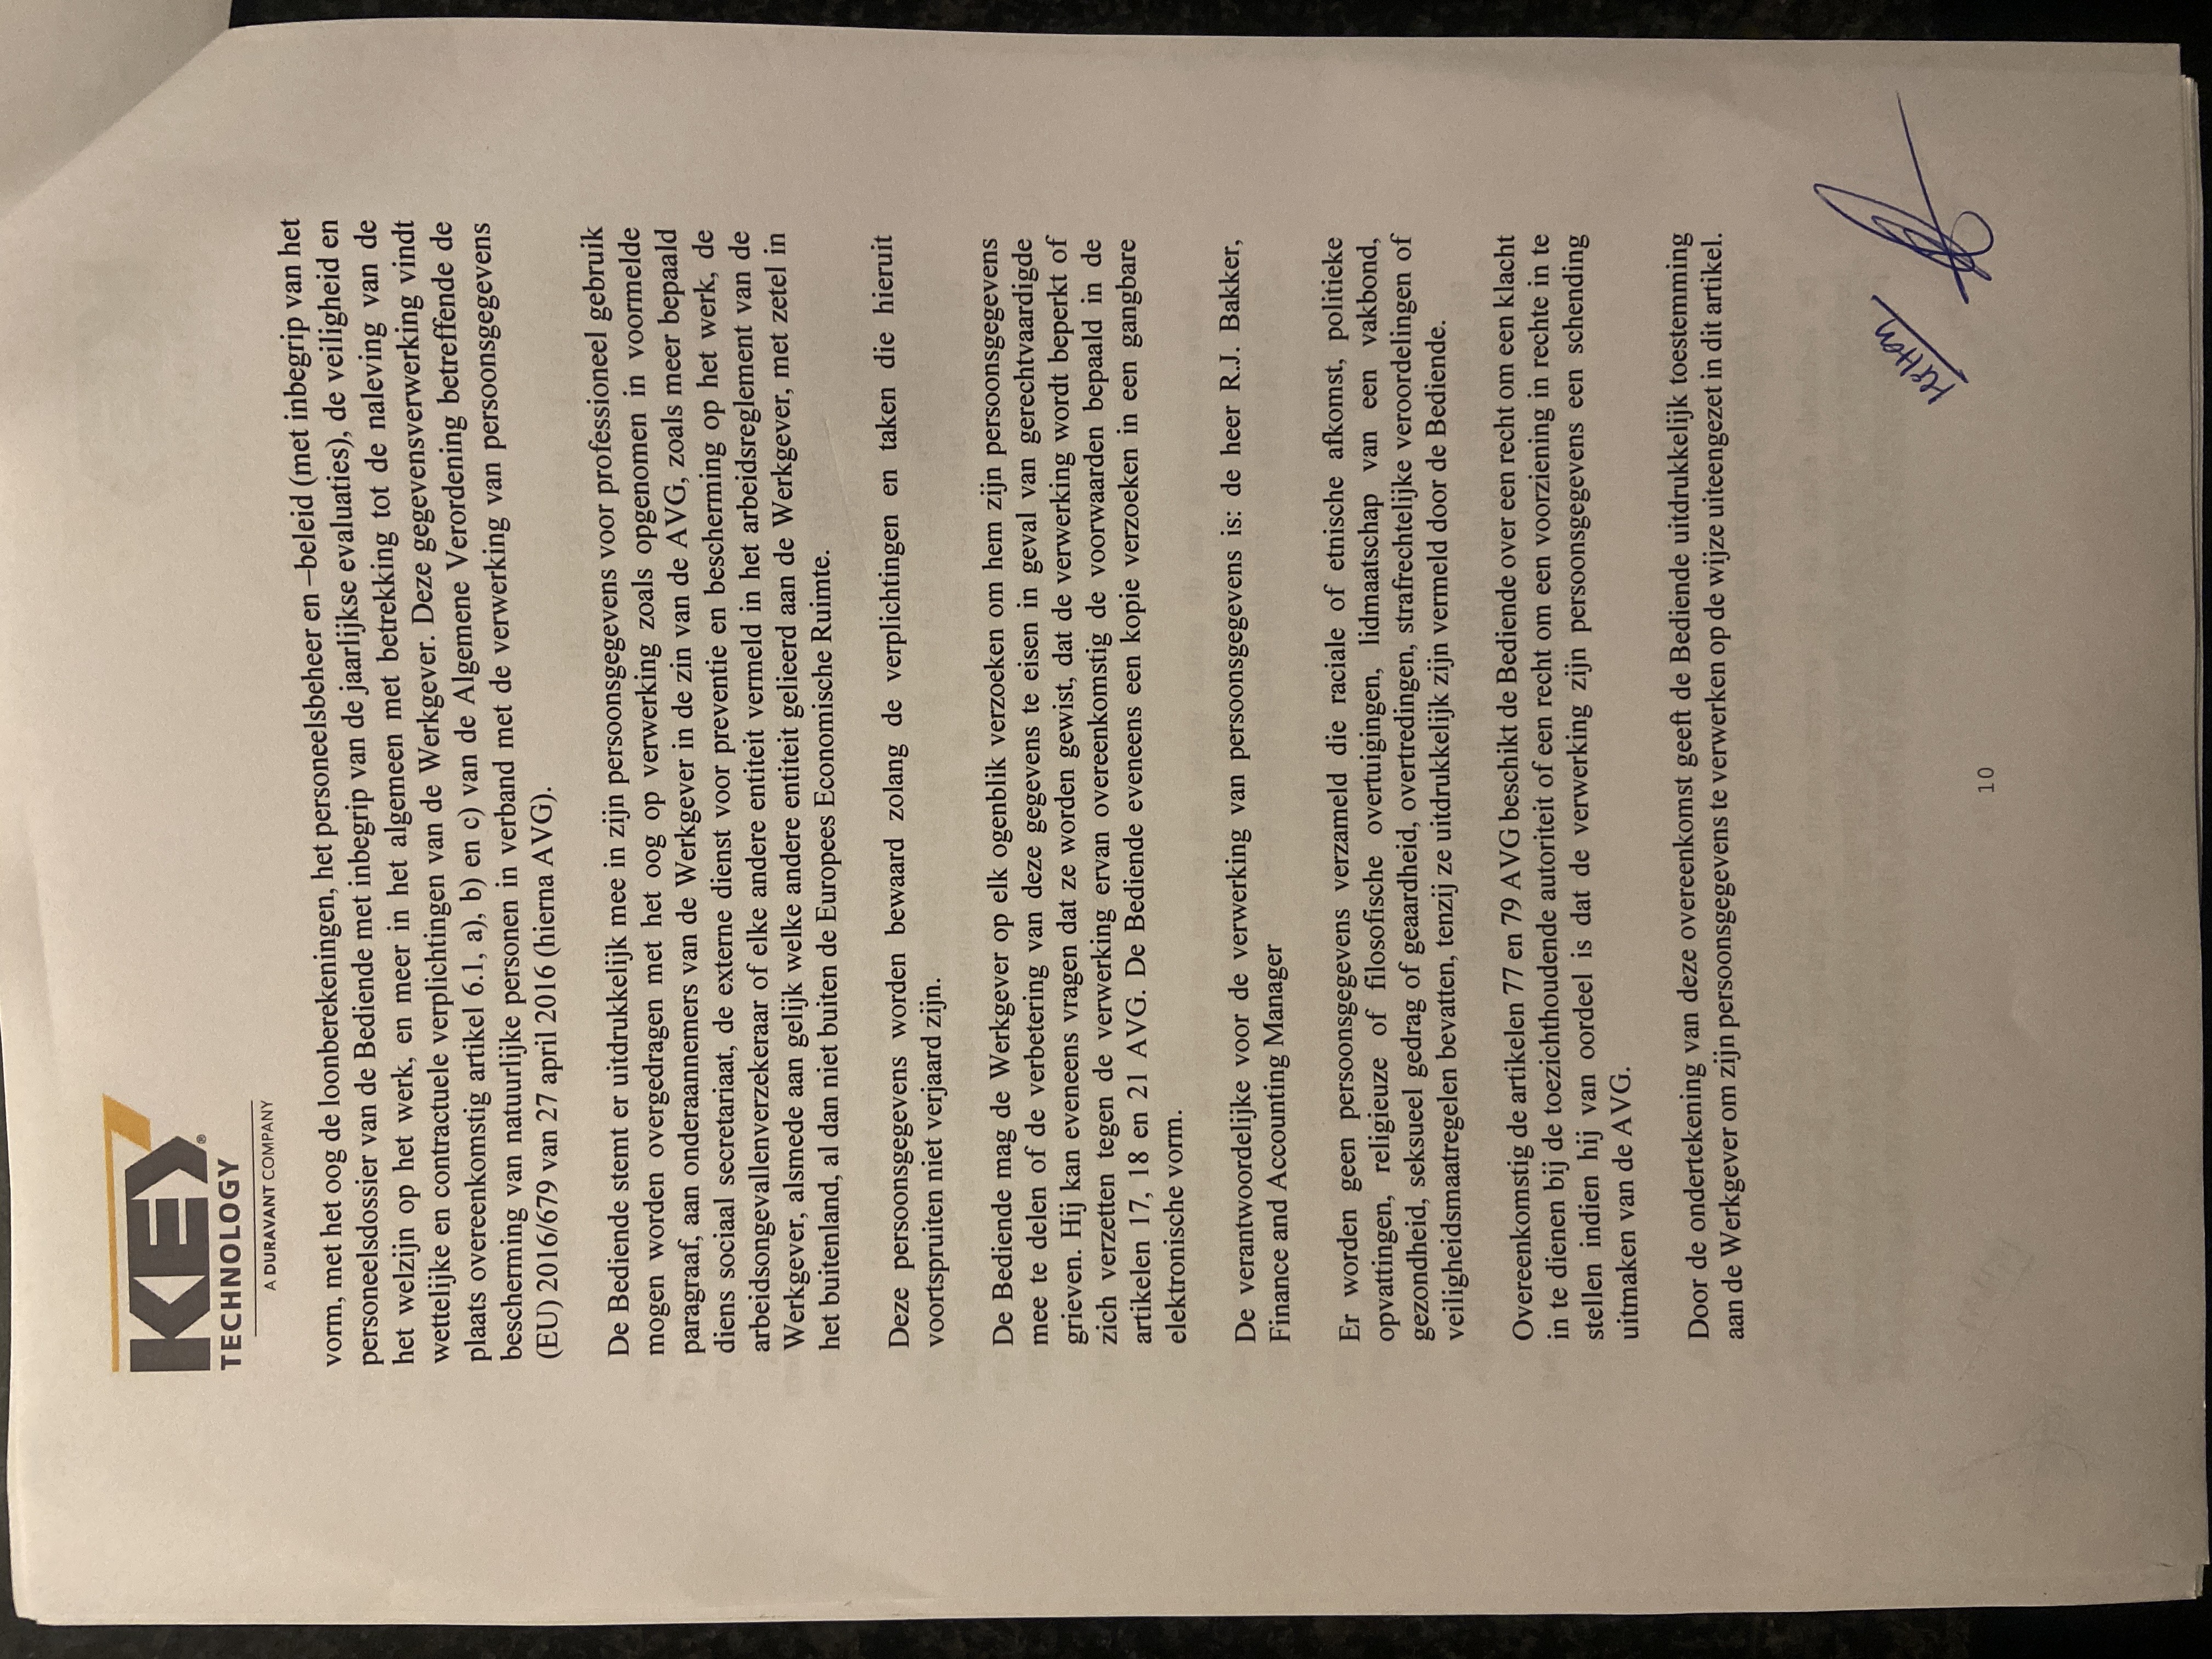 KEY®
TECHNOLOGY
A DURAVANT COMPANY
vorm, met het oog de loonberekeningen, het personeelsbeheer en –beleid (met inbegrip van het
personeelsdossier van de Bediende met inbegrip van de jaarlijkse evaluaties), de veiligheid en
het welzijn op het werk, en meer in het algemeen met betrekking tot de naleving van de
wettelijke en contractuele verplichtingen van de Werkgever. Deze gegevensverwerking vindt
plaats overeenkomstig artikel 6.1, a), b) en c) van de Algemene Verordening betreffende de
bescherming van natuurlijke personen in verband met de verwerking van persoonsgegevens
(EU) 2016/679 van 27 april 2016 (hierna AVG).
De Bediende stemt er uitdrukkelijk mee in zijn persoonsgegevens voor professioneel gebruik
mogen worden overgedragen met het oog op verwerking zoals opgenomen in voormelde
paragraaf, aan onderaannemers van de Werkgever in de zin van de AVG, zoals meer bepaald
diens sociaal secretariaat, de externe dienst voor preventie en bescherming op het werk, de
arbeidsongevallenverzekeraar of elke andere entiteit vermeld in het arbeidsreglement van de
Werkgever, alsmede aan gelijk welke andere entiteit gelieerd aan de Werkgever, met zetel in
het buitenland, al dan niet buiten de Europees Economische Ruimte.
Deze persoonsgegevens worden bewaard zolang de verplichtingen en taken die hieruit
voortspruiten niet verjaard zijn.
De Bediende mag de Werkgever op elk ogenblik verzoeken om hem zijn persoonsgegevens
mee te delen of de verbetering van deze gegevens te eisen in geval van gerechtvaardigde
grieven. Hij kan eveneens vragen dat ze worden gewist, dat de verwerking wordt beperkt of
zich verzetten tegen de verwerking ervan overeenkomstig de voorwaarden bepaald in de
artikelen 17, 18 en 21 AVG. De Bediende eveneens een kopie verzoeken in een gangbare
elektronische vorm.
De verantwoordelijke voor de verwerking van persoonsgegevens is: de heer R.J. Bakker,
Finance and Accounting Manager
Er worden geen persoonsgegevens verzameld die raciale of etnische afkomst, politieke
opvattingen, religieuze of filosofische overtuigingen, lidmaatschap van een vakbond,
gezondheid, seksueel gedrag of geaardheid, overtredingen, strafrechtelijke veroordelingen of
veiligheidsmaatregelen bevatten, tenzij ze uitdrukkelijk zijn vermeld door de Bediende.
Overeenkomstig de artikelen 77 en 79 AVG beschikt de Bediende over een recht om een klacht
in te dienen bij de toezichthoudende autoriteit of een recht om een voorziening in rechte in te
stellen indien hij van oordeel is dat de verwerking zijn persoonsgegevens een schending
uitmaken van de AVG.
Door de ondertekening van deze overeenkomst geeft de Bediende uitdrukkelijk toestemming
aan de Werkgever om zijn persoonsgegevens te verwerken op de wijze uiteengezet in dit artikel.
10